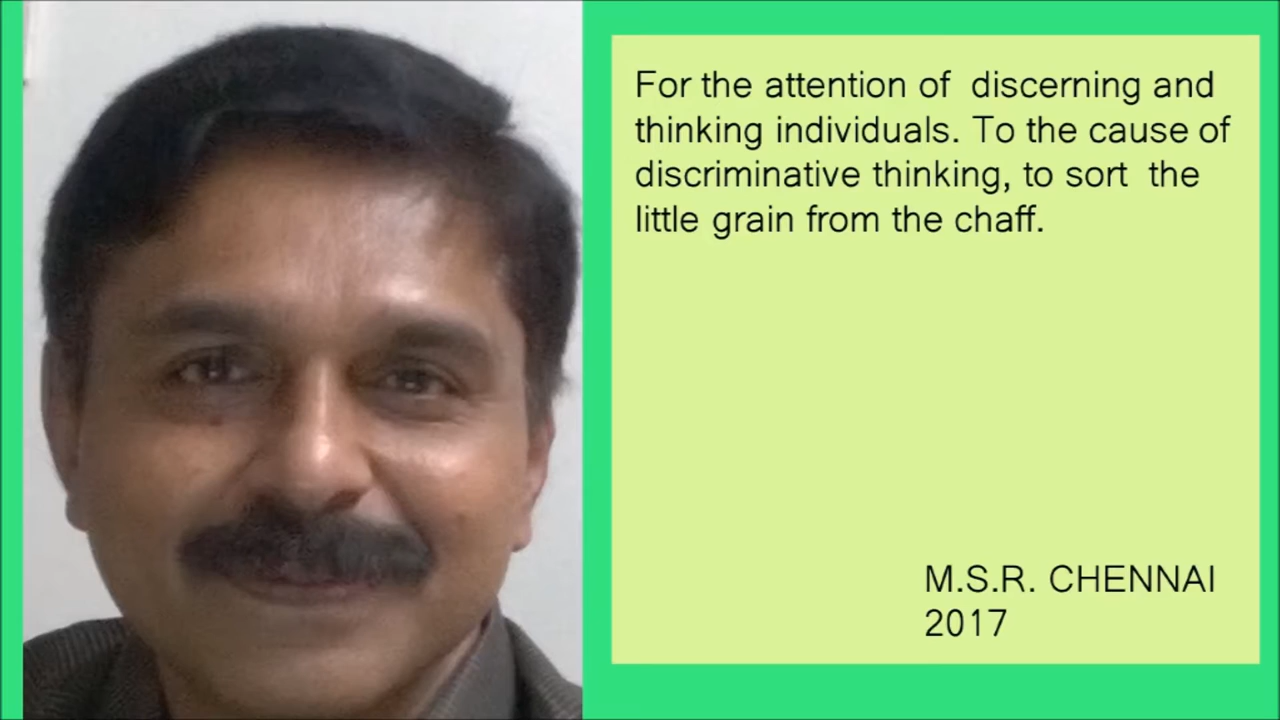 For the attention of discerning and
thinking individuals. To the cause of
discriminative thinking, to sort the
little grain from the chaff.
M.S.R. CHENNAI
2017